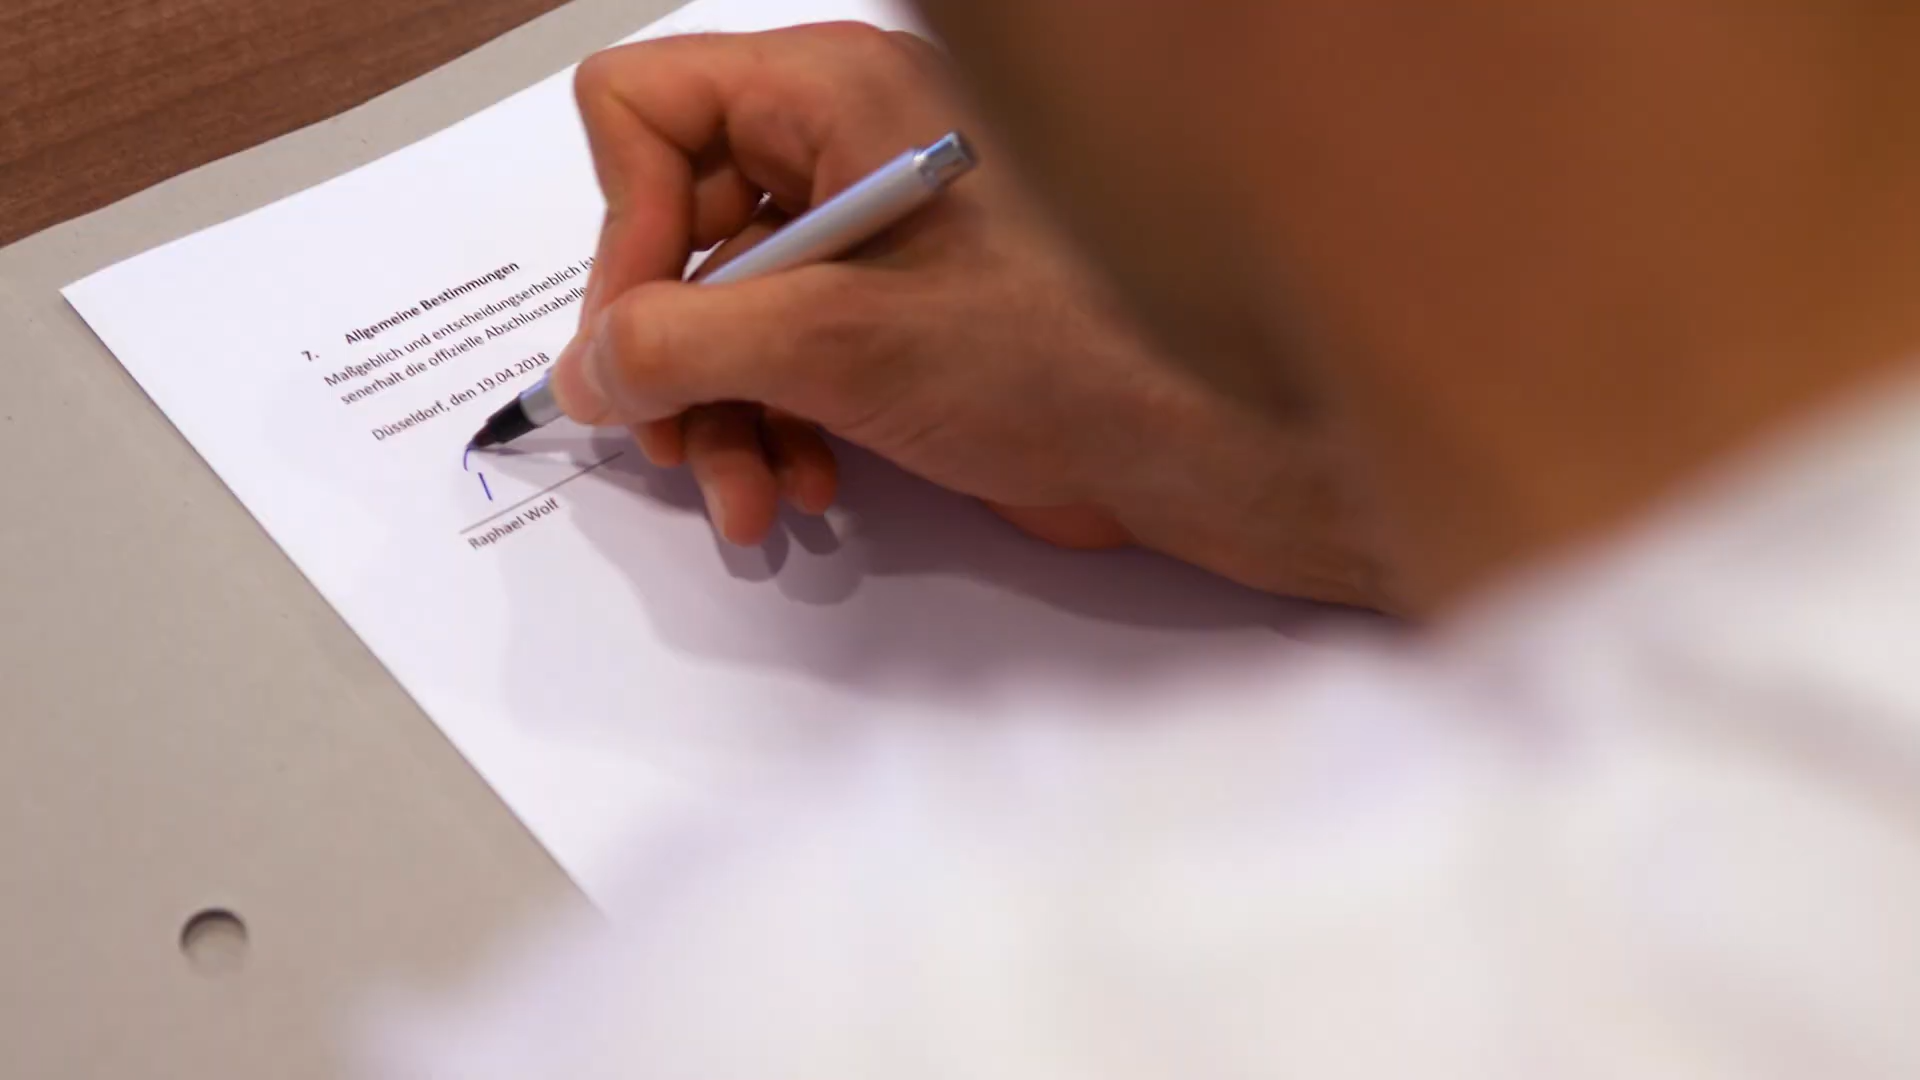 7. Allgemeine Bestimmungen
Maßgeblich und entscheidungserheblich ist
senerhalt die offizielle Abschlusstabelle
Düsseldorf, den 19.04.2018
Raphael Wolf